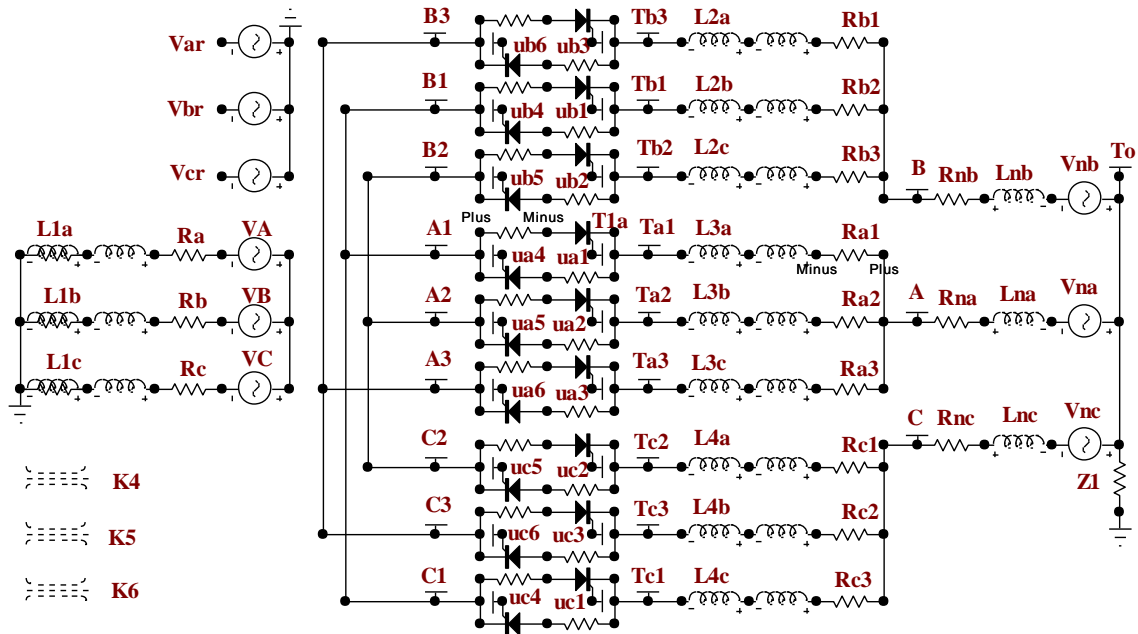 B3 Tb3 L2a Rb1
Var ub6 ub3
B1 Tb1 L2b Rb2
Vbr ub4 ub1
B2 Tb2 L2c Rb3
Vcr ub5 ub2
B Rnb Lnb Vnb To
Plus Minus T1a
L1a Ra VA A1 ua4 ua1 Ta1 L3a Ra1
Minus Plus
L1b Rb VB A2 ua5 ua2 Ta2 L3b Ra2 A Rna Lna Vna
L1c Rc VC A3 ua6 ua3 Ta3 L3c Ra3
C Rnc Lnc Vnc
C2 uc5 uc2 Tc2 L4a Rc1
K4 Z1
C3 uc6 uc3 Tc3 L4b Rc2
K5
C1 uc4 uc1 Tc1 L4c Rc3
K6